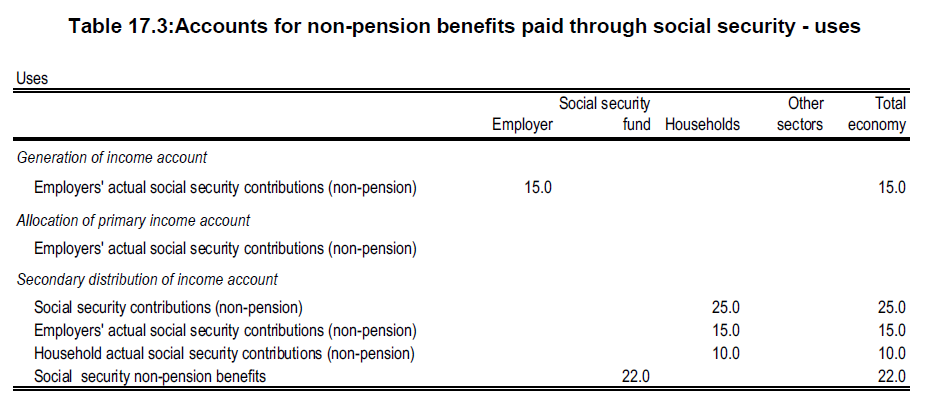 Table 17.3:Accounts for non-pension benefits paid through social security - uses
Uses
Employer Social security fund Households Other sectors Total economy
Generation of income account
Employers' actual social security contributions (non-pension) 15.0 15.0
Allocation of primary income account
Employers' actual social security contributions (non-pension)
Secondary distribution of income account
Social security contributions (non-pension) 25.0 25.0
Employers' actual social security contributions (non-pension) 15.0 15.0
Household actual social security contributions (non-pension) 10.0 10.0
Social security non-pension benefits 22.0 22.0